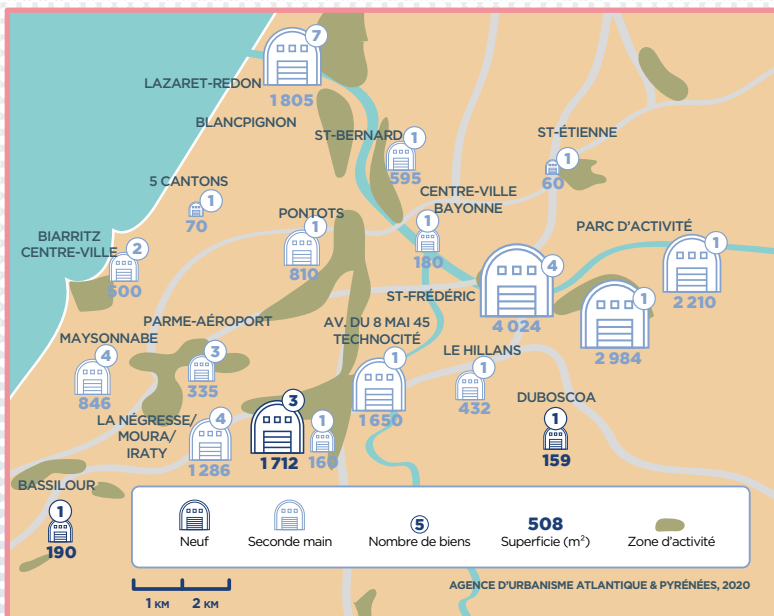 7
LAZARET-REDON
1 805
BLANCPIGNON
ST-BERNARD
1
595
ST-ÉTIENNE
1
60
5 CANTONS
1
70
CENTRE-VILLE
BAYONNE
1
180
PONTOTS
1
810
PARC D'ACTIVITÉ
1
2 210
BIARRITZ
CENTRE-VILLE
2
500
ST-FRÉDÉRIC
4
4 024
1
2 984
PARME-AÉROPORT
3
335
AV. DU 8 MAI 45
TECHNOCITÉ
1
1 650
MAYSONNABE
4
846
LE HILLANS
1
432
DUBOSCOA
1
159
LA NÉGRESSE/
MOURA/
IRATY
4
1 286
3
1 712
1
160
BASSILOUR
1
190
Neuf
Seconde main
5
Nombre de biens
508
Superficie (m²)
Zone d'activité
1 KM
2 KM
AGENCE D'URBANISME ATLANTIQUE & PYRÉNÉES, 2020